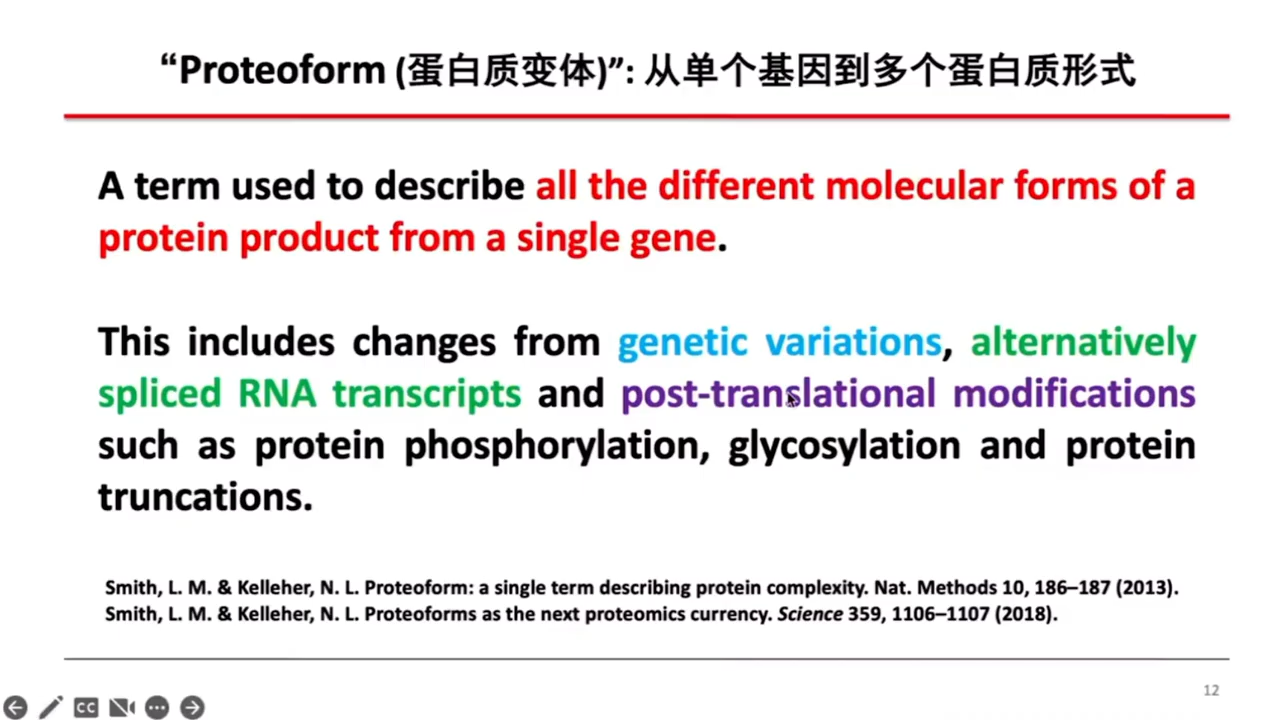 “Proteoform (蛋白质变体)”: 从单个基因到多个蛋白质形式
A term used to describe all the different molecular forms of a
protein product from a single gene.
This includes changes from genetic variations, alternatively
spliced RNA transcripts and post-translational modifications
such as protein phosphorylation, glycosylation and protein
truncations.
Smith, L. M. & Kelleher, N. L. Proteoform: a single term describing protein complexity. Nat. Methods 10, 186–187 (2013).
Smith, L. M. & Kelleher, N. L. Proteoforms as the next proteomics currency. Science 359, 1106–1107 (2018).
12
CC